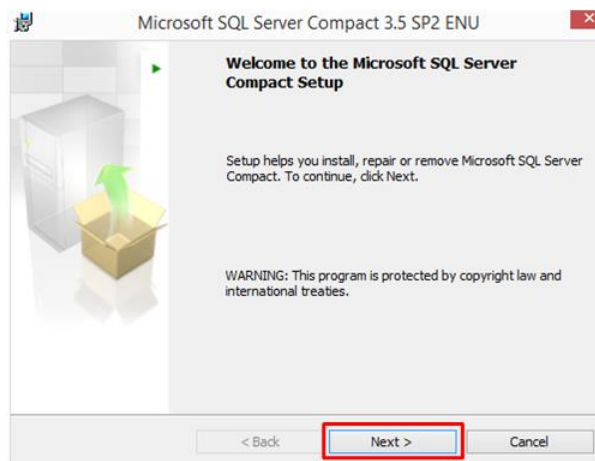 Microsoft SQL Server Compact 3.5 SP2 ENU
Welcome to the Microsoft SQL Server
Compact Setup
Setup helps you install, repair or remove Microsoft SQL Server
Compact. To continue, click Next.
WARNING: This program is protected by copyright law and
international treaties.
< Back Next > Cancel